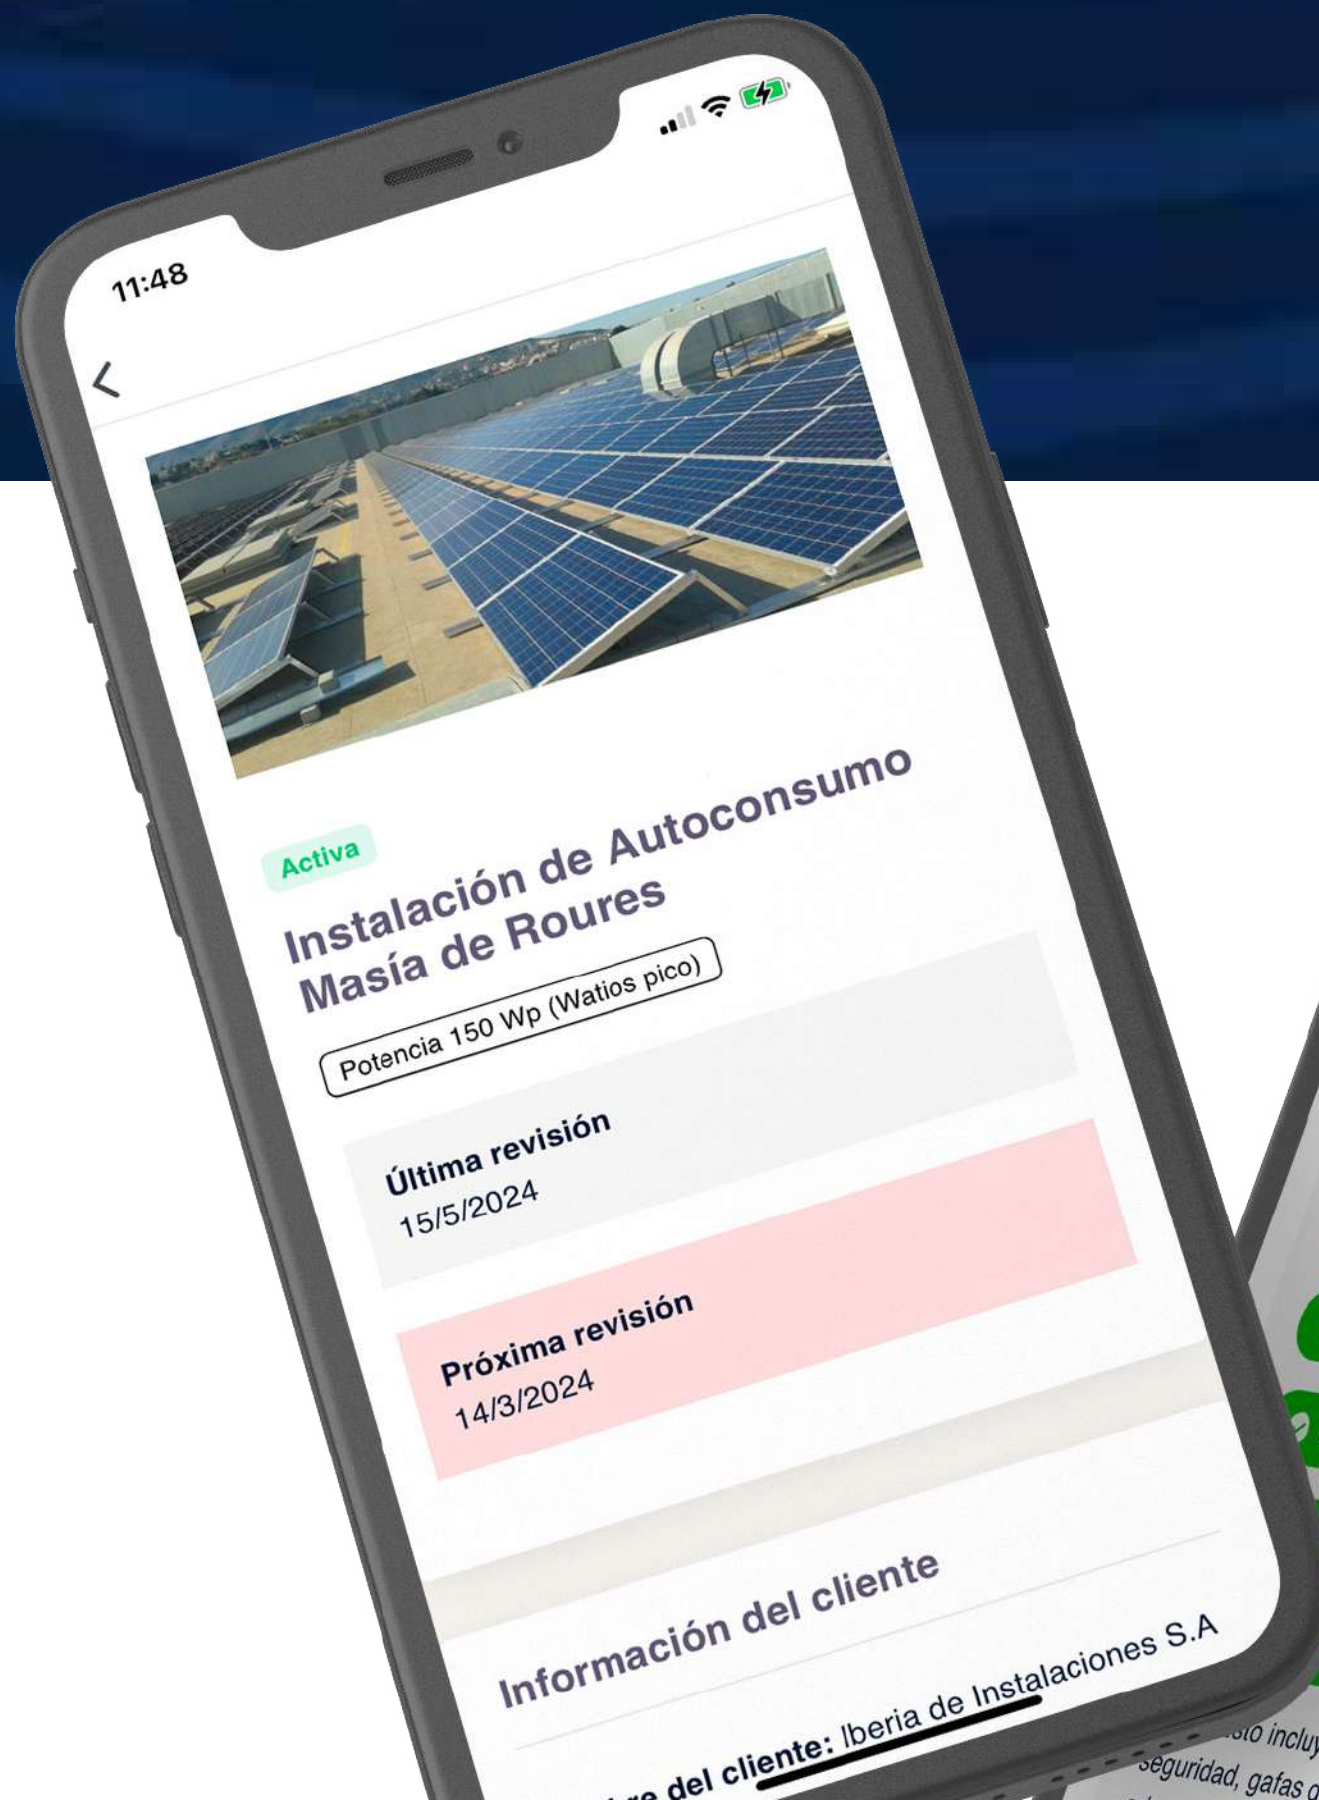 11:48
Activa
Instalación de Autoconsumo
Masía de Roures
Potencia 150 Wp (Watios pico)
Última revisión
15/5/2024
Próxima revisión
14/3/2024
Información del cliente
del cliente: Iberia de Instalaciones S.A
seguridad, gafas